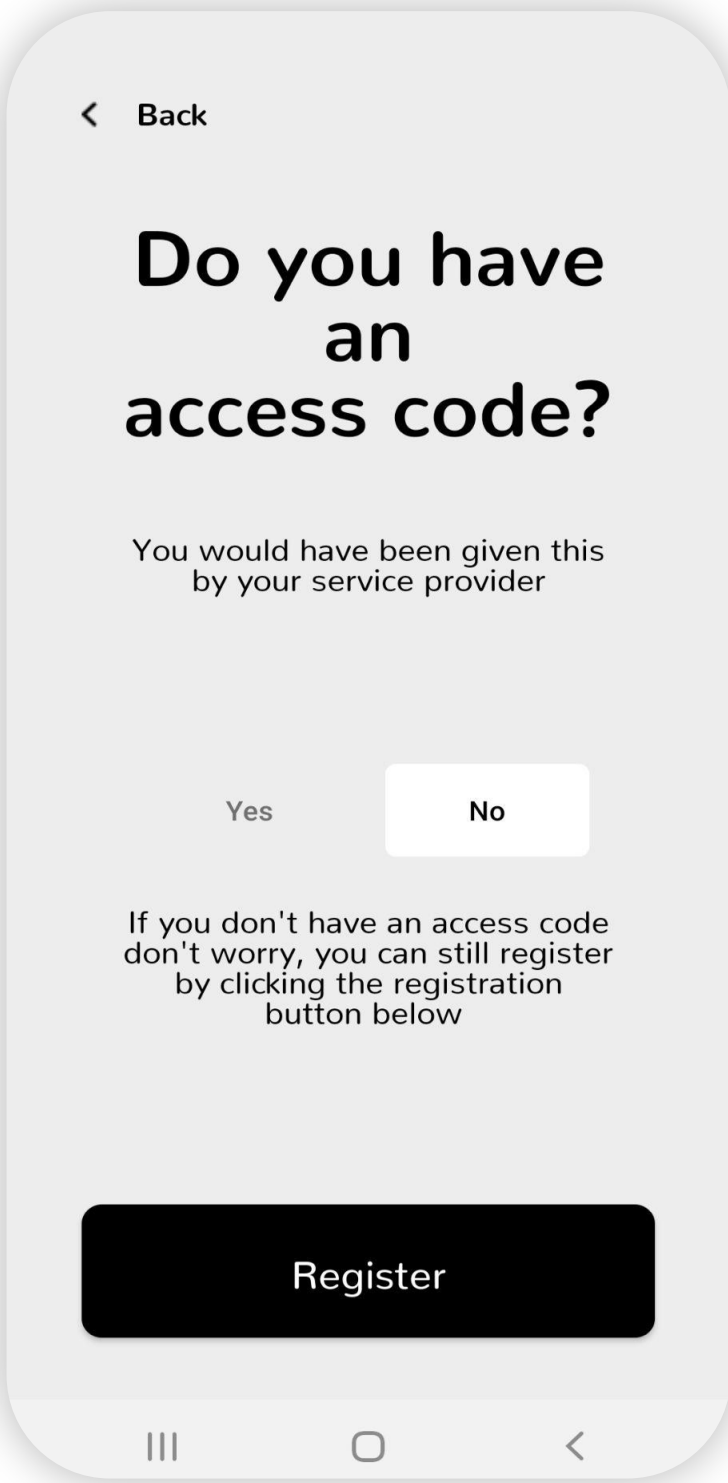 Back
Do you have
an
access code?
You would have been given this
by your service provider
Yes
No
If you don't have an access code
don't worry, you can still register
by clicking the registration
button below
Register